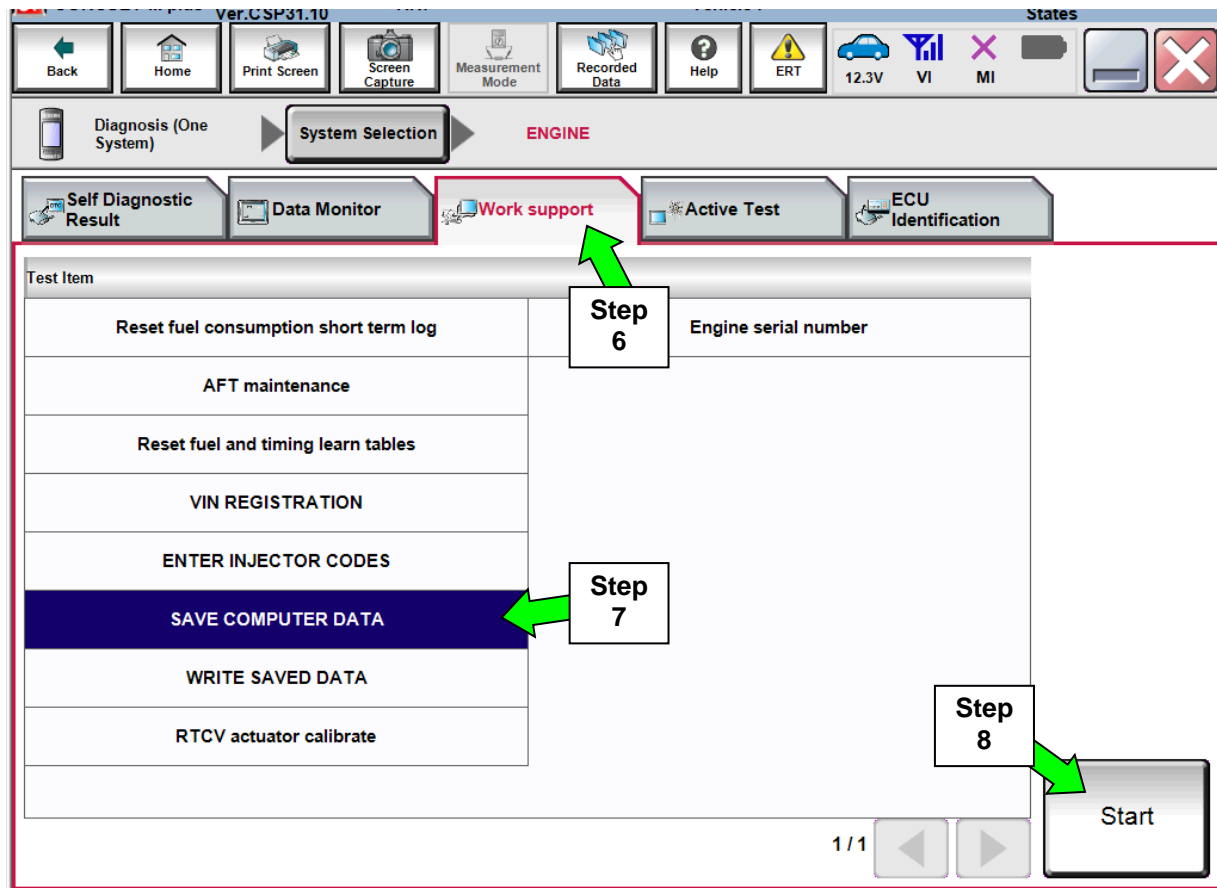 Ver.CSP31.10
States
Back
Home
Print Screen
Screen
Capture
Measurement
Mode
Recorded
Data
Help
ERT
12.3V
VI
MI
Diagnosis (One
System)
System Selection
ENGINE
Self Diagnostic
Result
Data Monitor
Work support
Active Test
ECU
Identification
Test Item
Step
6
Reset fuel consumption short term log
Engine serial number
AFT maintenance
Reset fuel and timing learn tables
VIN REGISTRATION
ENTER INJECTOR CODES
Step
7
SAVE COMPUTER DATA
WRITE SAVED DATA
Step
8
RTCV actuator calibrate
Start
1 / 1